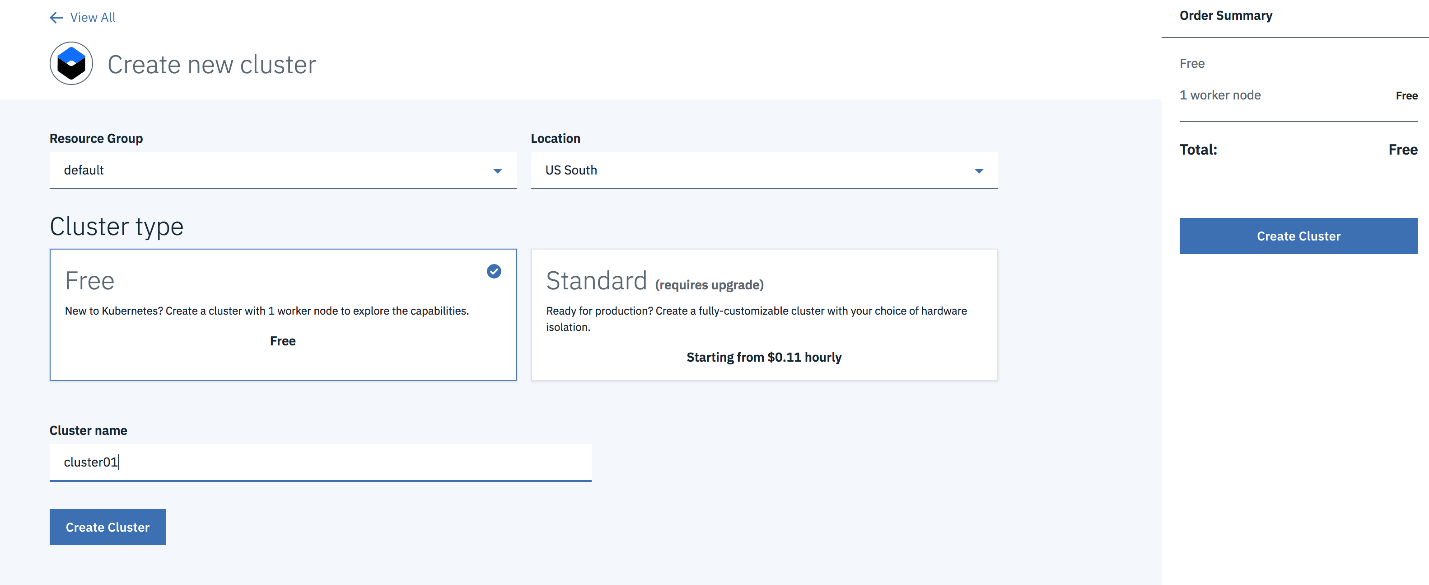 View All
Create new cluster
Resource Group
default
Location
US South
Cluster type
Free
New to Kubernetes? Create a cluster with 1 worker node to explore the capabilities.
Free
Standard (requires upgrade)
Ready for production? Create a fully-customizable cluster with your choice of hardware
isolation.
Starting from $0.11 hourly
Cluster name
cluster01
Create Cluster
Order Summary
Free
1 worker node Free
Total: Free
Create Cluster